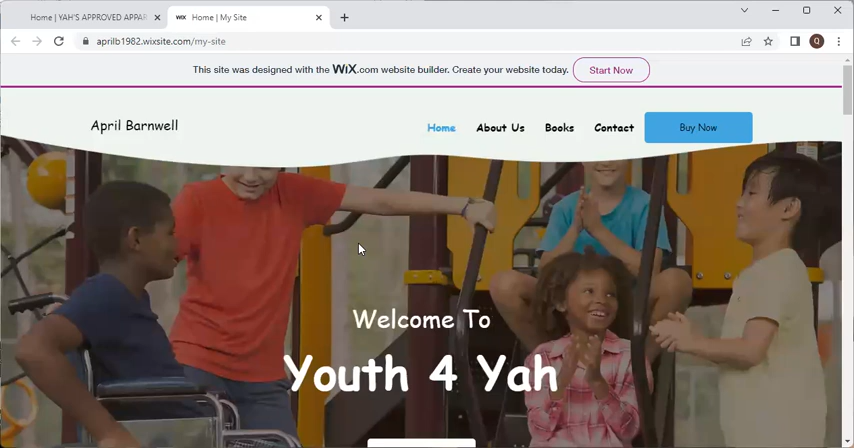 Home | YAH'S APPROVED APPAR
WIX Home | My Site
aprilb1982.wixsite.com/my-site
Q
This site was designed with the WiX.com website builder. Create your website today. Start Now
April Barnwell
Home About Us Books Contact Buy Now
Welcome To
Youth 4 Yah